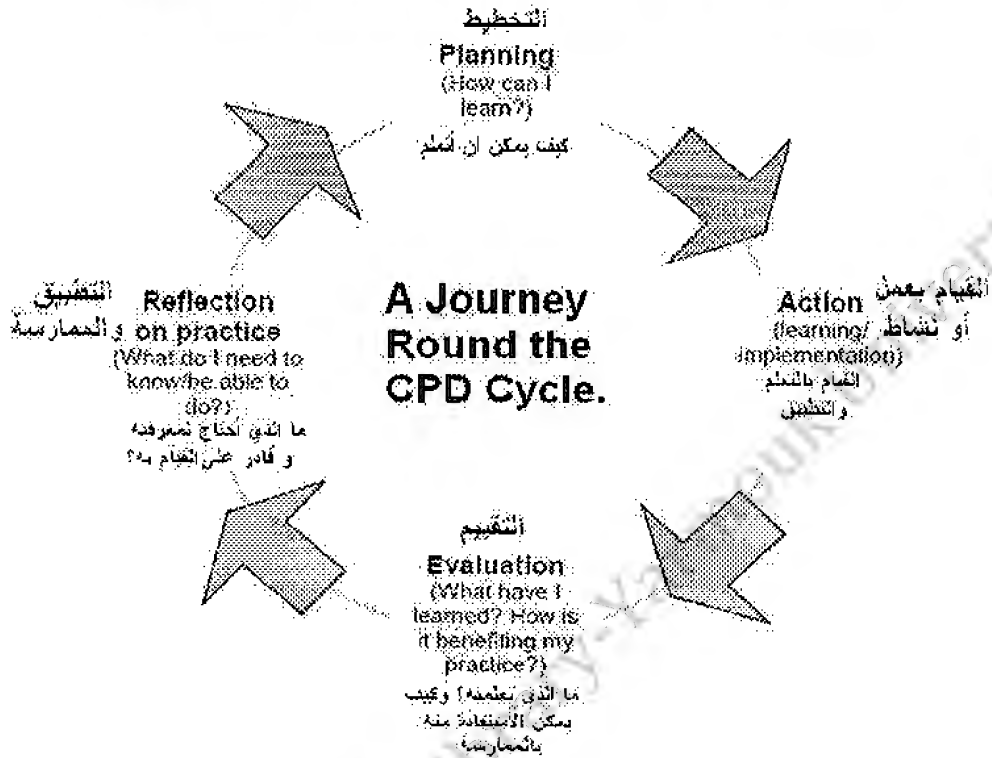 التخطيط
Planning
(How can I
learn?)
كيف يمكن ان أتعلم
القيام بعمل
أو نشاط
Action
(learning/
implementation)
القيام بالتعلم
والتطبيق
A Journey
Round the
CPD Cycle.
التطبيق
والممارسة
Reflection
on practice
(What do I need to
know/be able to
do?)
ما الذي احتاج لمعرفته
و قادر على القيام به؟
التقييم
Evaluation
(What have I
learned? How is
it benefiting my
practice?)
ما الذي تعلمته؟ وكيف
يمكن الاستفادة منه
بالممارسة